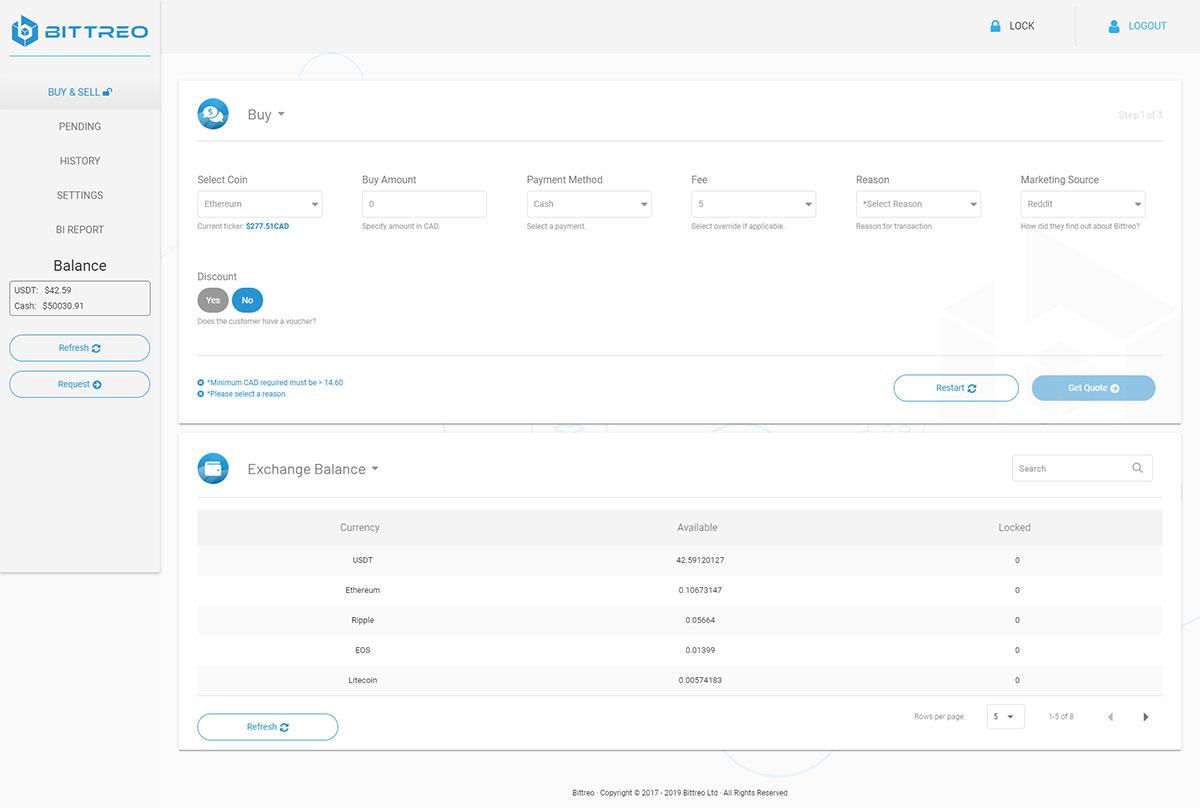 BITTREO
LOCK
LOGOUT
BUY & SELL
PENDING
HISTORY
SETTINGS
BI REPORT
Balance
USDT: $42.59
Cash: $50030.91
Refresh
Request
Buy
Step 1 of 3
Select Coin
Ethereum
Current ticker: $277.51CAD
Buy Amount
0
Specify amount in CAD.
Payment Method
Cash
Select a payment.
Fee
5
Select override if applicable.
Reason
*Select Reason
Reason for transaction.
Marketing Source
Reddit
How did they find out about Bittreo?
Discount
Yes No
Does the customer have a voucher?
*Minimum CAD required must be > 14.60
*Please select a reason.
Restart
Get Quote
Exchange Balance
Search
Currency Available Locked
USDT 42.59120127 0
Ethereum 0.10673147 0
Ripple 0.05664 0
EOS 0.01399 0
Litecoin 0.00574183 0
Refresh
Rows per page: 5 1-5 of 8
Bittreo · Copyright © 2017 - 2019 Bittreo Ltd · All Rights Reserved